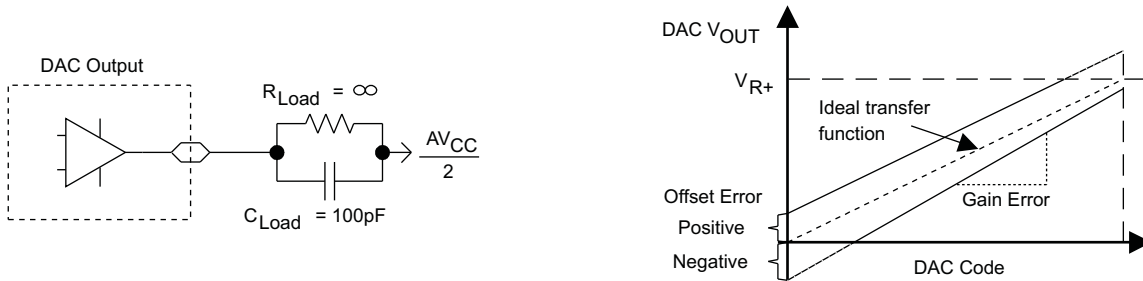 DAC Output
R_Load = ∞
C_Load = 100pF
AV_CC
2
DAC V_OUT
V_R+
Ideal transfer
function
Offset Error
Positive
Negative
Gain Error
DAC Code